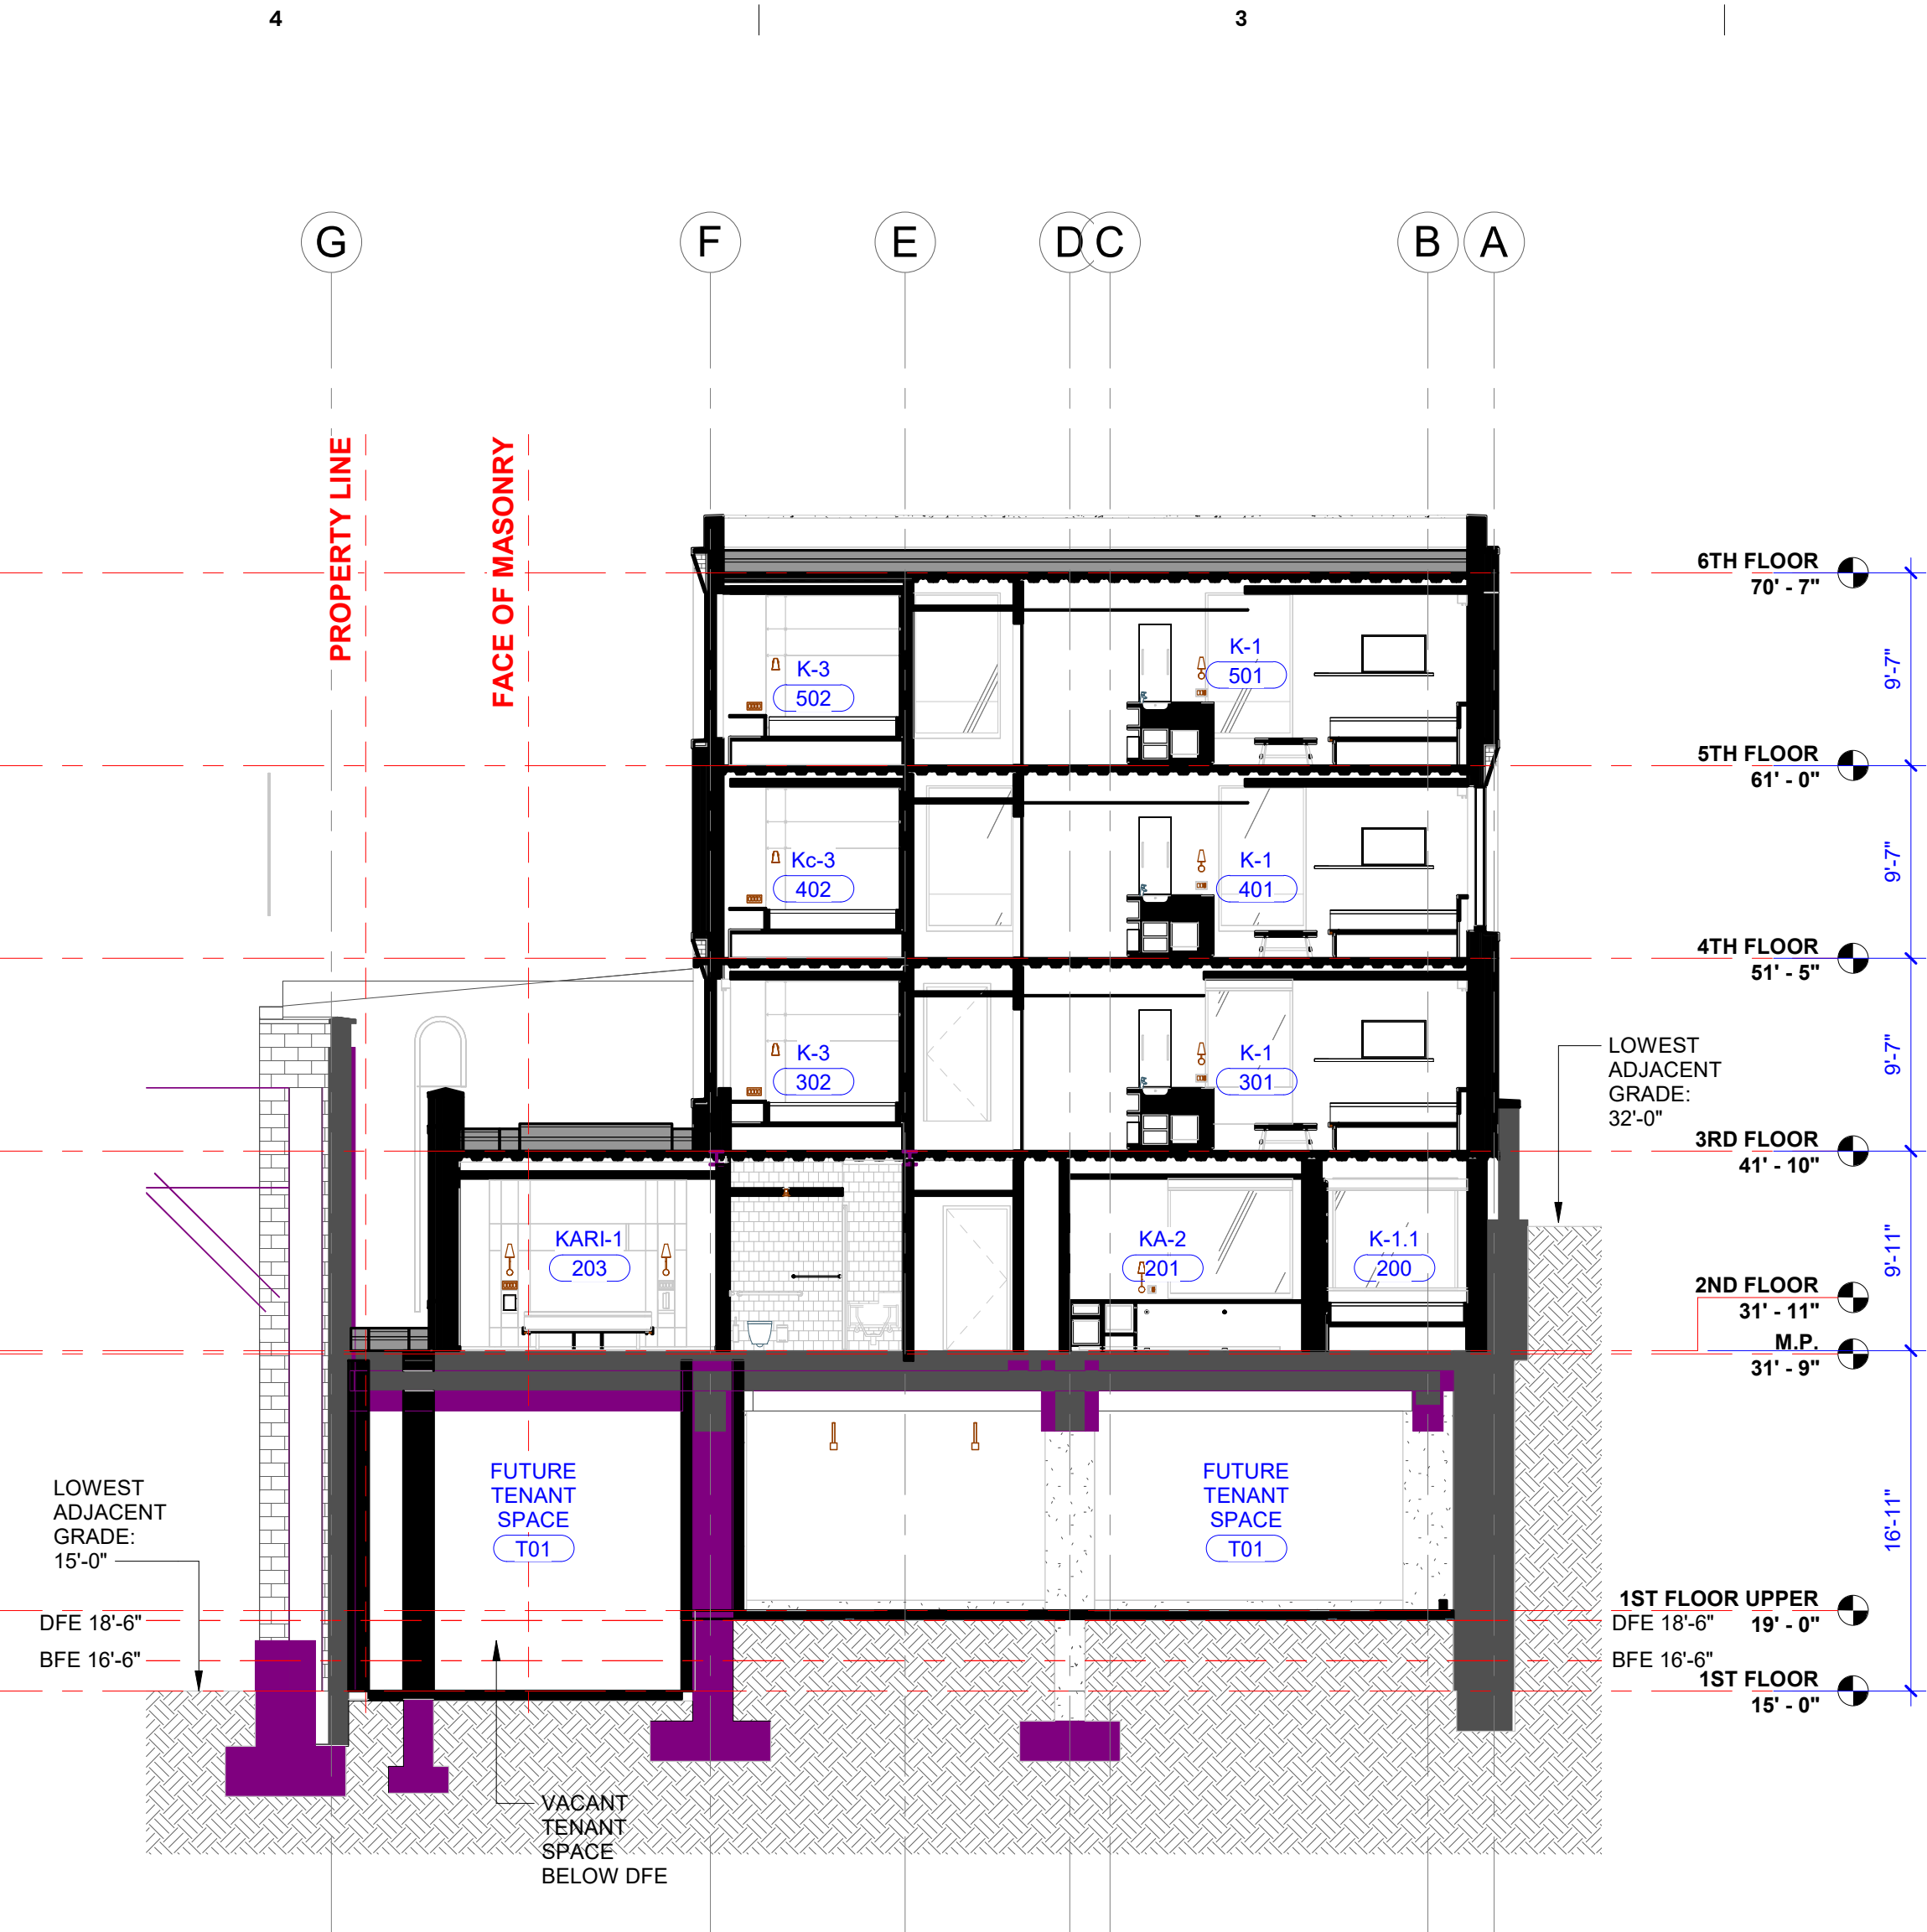 4
3
G
F
E
D
C
B
A
PROPERTY LINE
FACE OF MASONRY
6TH FLOOR
70' - 7"
9'-7"
K-3
502
K-1
501
5TH FLOOR
61' - 0"
9'-7"
Kc-3
402
K-1
401
4TH FLOOR
51' - 5"
9'-7"
K-3
302
K-1
301
LOWEST
ADJACENT
GRADE:
32'-0"
3RD FLOOR
41' - 10"
9'-11"
KARI-1
203
KA-2
201
K-1.1
200
2ND FLOOR
31' - 11"
M.P.
31' - 9"
16'-11"
FUTURE
TENANT
SPACE
T01
FUTURE
TENANT
SPACE
T01
LOWEST
ADJACENT
GRADE:
15'-0"
DFE 18'-6"
BFE 16'-6"
1ST FLOOR UPPER
DFE 18'-6"
19' - 0"
BFE 16'-6"
1ST FLOOR
15' - 0"
VACANT
TENANT
SPACE
BELOW DFE